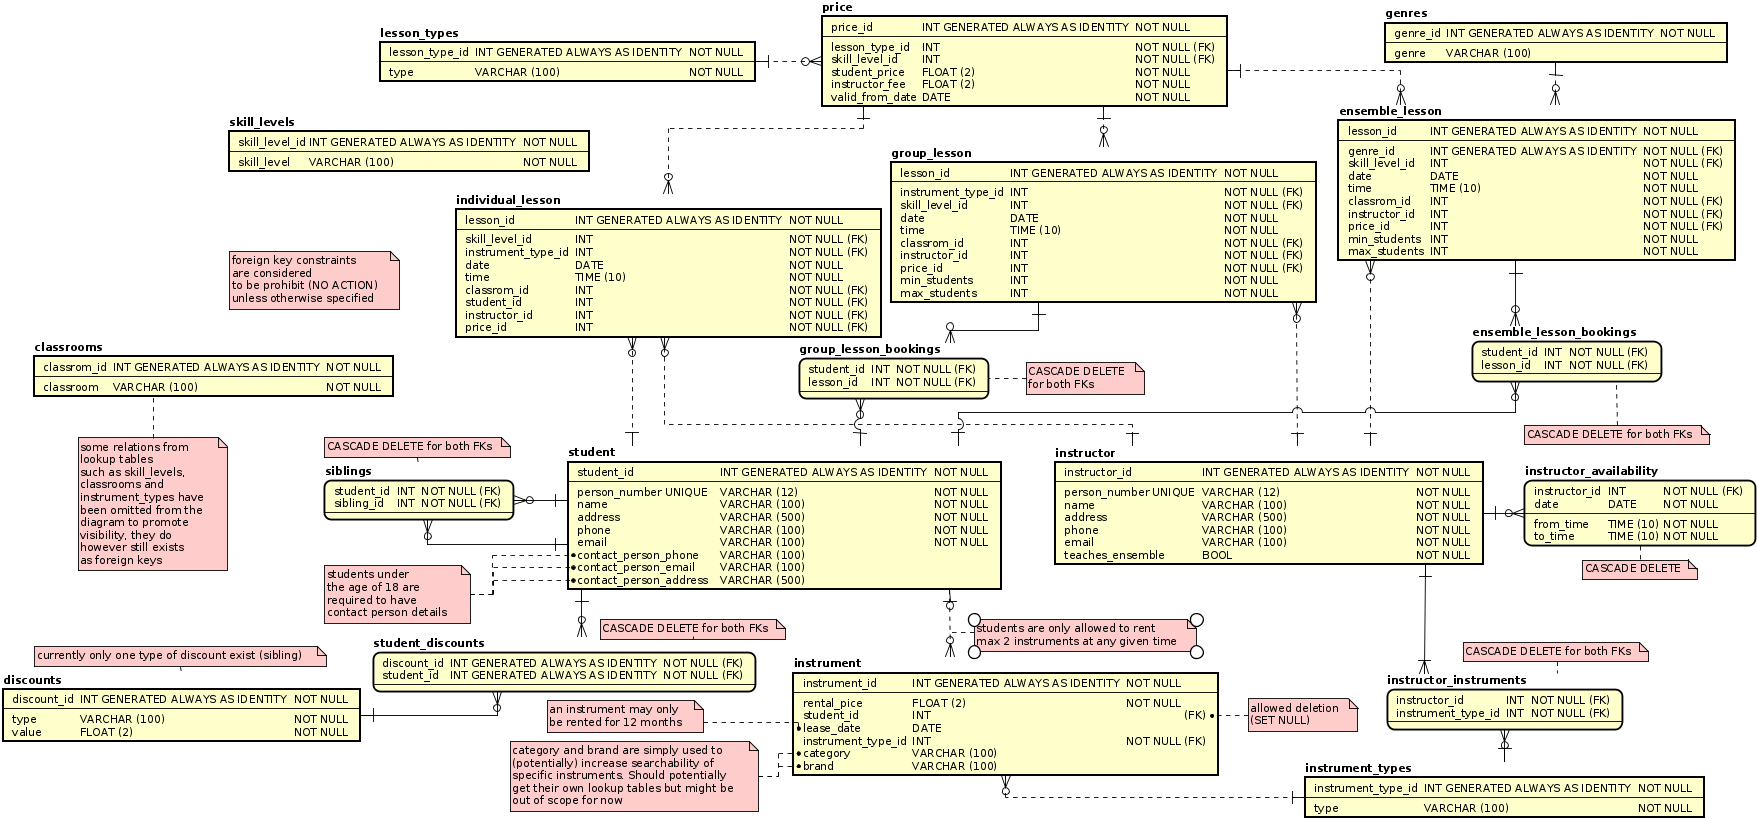 lesson_types
lesson_type_id INT GENERATED ALWAYS AS IDENTITY NOT NULL
type VARCHAR (100) NOT NULL
price
price_id INT GENERATED ALWAYS AS IDENTITY NOT NULL
lesson_type_id INT NOT NULL (FK)
skill_level_id INT NOT NULL (FK)
student_price FLOAT (2) NOT NULL
instructor_fee FLOAT (2) NOT NULL
valid_from_date DATE NOT NULL
genres
genre_id INT GENERATED ALWAYS AS IDENTITY NOT NULL
genre VARCHAR (100)
skill_levels
skill_level_id INT GENERATED ALWAYS AS IDENTITY NOT NULL
skill_level VARCHAR (100) NOT NULL
ensemble_lesson
lesson_id INT GENERATED ALWAYS AS IDENTITY NOT NULL
genre_id INT GENERATED ALWAYS AS IDENTITY NOT NULL (FK)
skill_level_id INT NOT NULL (FK)
date DATE NOT NULL
time TIME (10) NOT NULL
classrom_id INT NOT NULL (FK)
instructor_id INT NOT NULL (FK)
price_id INT NOT NULL (FK)
min_students INT NOT NULL
max_students INT NOT NULL
group_lesson
lesson_id INT GENERATED ALWAYS AS IDENTITY NOT NULL
instrument_type_id INT NOT NULL (FK)
skill_level_id INT NOT NULL (FK)
date DATE NOT NULL
time TIME (10) NOT NULL
classrom_id INT NOT NULL (FK)
instructor_id INT NOT NULL (FK)
price_id INT NOT NULL (FK)
min_students INT NOT NULL
max_students INT NOT NULL
individual_lesson
lesson_id INT GENERATED ALWAYS AS IDENTITY NOT NULL
skill_level_id INT NOT NULL (FK)
instrument_type_id INT NOT NULL (FK)
date DATE NOT NULL
time TIME (10) NOT NULL
classrom_id INT NOT NULL (FK)
student_id INT NOT NULL (FK)
instructor_id INT NOT NULL (FK)
price_id INT NOT NULL (FK)
foreign key constraints
are considered
to be prohibit (NO ACTION)
unless otherwise specified
classrooms
classrom_id INT GENERATED ALWAYS AS IDENTITY NOT NULL
classroom VARCHAR (100) NOT NULL
group_lesson_bookings
student_id INT NOT NULL (FK)
lesson_id INT NOT NULL (FK)
CASCADE DELETE
for both FKs
ensemble_lesson_bookings
student_id INT NOT NULL (FK)
lesson_id INT NOT NULL (FK)
CASCADE DELETE for both FKs
some relations from
lookup tables
such as skill_levels,
classrooms and
instrument_types have
been omitted from the
diagram to promote
visibility, they do
however still exists
as foreign keys
CASCADE DELETE for both FKs
siblings
student_id INT NOT NULL (FK)
sibling_id INT NOT NULL (FK)
student
student_id INT GENERATED ALWAYS AS IDENTITY NOT NULL
person_number UNIQUE VARCHAR (12) NOT NULL
name VARCHAR (100) NOT NULL
address VARCHAR (500) NOT NULL
phone VARCHAR (100) NOT NULL
email VARCHAR (100) NOT NULL
contact_person_phone VARCHAR (100)
contact_person_email VARCHAR (100)
contact_person_address VARCHAR (500)
instructor
instructor_id INT GENERATED ALWAYS AS IDENTITY NOT NULL
person_number UNIQUE VARCHAR (12) NOT NULL
name VARCHAR (100) NOT NULL
address VARCHAR (500) NOT NULL
phone VARCHAR (100) NOT NULL
email VARCHAR (100) NOT NULL
teaches_ensemble BOOL NOT NULL
instructor_availability
instructor_id INT NOT NULL (FK)
date DATE NOT NULL
from_time TIME (10) NOT NULL
to_time TIME (10) NOT NULL
CASCADE DELETE
students under
the age of 18 are
required to have
contact person details
CASCADE DELETE for both FKs
students are only allowed to rent
max 2 instruments at any given time
currently only one type of discount exist (sibling)
student_discounts
discount_id INT GENERATED ALWAYS AS IDENTITY NOT NULL (FK)
student_id INT GENERATED ALWAYS AS IDENTITY NOT NULL (FK)
discounts
discount_id INT GENERATED ALWAYS AS IDENTITY NOT NULL
type VARCHAR (100) NOT NULL
value FLOAT (2) NOT NULL
an instrument may only
be rented for 12 months
category and brand are simply used to
(potentially) increase searchability of
specific instruments. Should potentially
get their own lookup tables but might be
out of scope for now
instrument
instrument_id INT GENERATED ALWAYS AS IDENTITY NOT NULL
rental_pice FLOAT (2) NOT NULL
student_id INT (FK)
lease_date DATE
instrument_type_id INT NOT NULL (FK)
category VARCHAR (100)
brand VARCHAR (100)
allowed deletion
(SET NULL)
CASCADE DELETE for both FKs
instructor_instruments
instructor_id INT NOT NULL (FK)
instrument_type_id INT NOT NULL (FK)
instrument_types
instrument_type_id INT GENERATED ALWAYS AS IDENTITY NOT NULL
type VARCHAR (100) NOT NULL